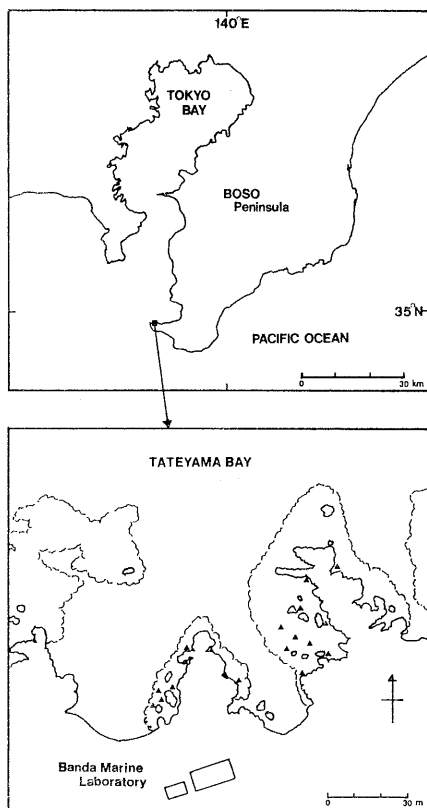 140°E
TOKYO
BAY
BOSO
Peninsula
35°N
PACIFIC OCEAN
0 30 km
TATEYAMA BAY
Banda Marine
Laboratory
0 30 m